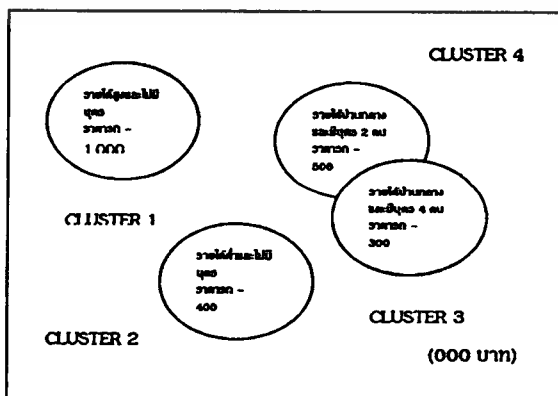 CLUSTER 4
รายได้สูงและไม่มี
บุตร
ราคารถ -
1 000
รายได้ปานกลาง
และมีบุตร 2 คน
ราคารถ -
500
รายได้ปานกลาง
และมีบุตร 4 คน
ราคารถ -
300
CLUSTER 1
รายได้ต่ำและไม่มี
บุตร
ราคารถ -
400
CLUSTER 3
CLUSTER 2
(000 บาท)